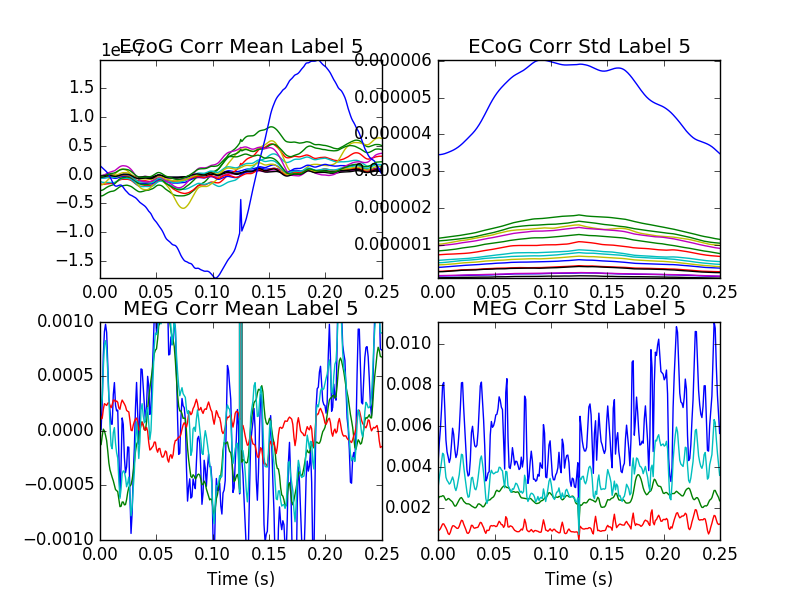 ECoG Corr Mean Label 5
ECoG Corr Std Label 5
1e−7
1.5
1.0
0.5
0.0
−0.5
−1.0
−1.5
0.00 0.05 0.10 0.15 0.20 0.25
0.000006
0.000005
0.000004
0.000003
0.000002
0.000001
0.00 0.05 0.10 0.15 0.20 0.25
MEG Corr Mean Label 5
MEG Corr Std Label 5
0.0010
0.0005
0.0000
−0.0005
−0.0010
0.00 0.05 0.10 0.15 0.20 0.25
Time (s)
0.010
0.008
0.006
0.004
0.002
0.00 0.05 0.10 0.15 0.20 0.25
Time (s)